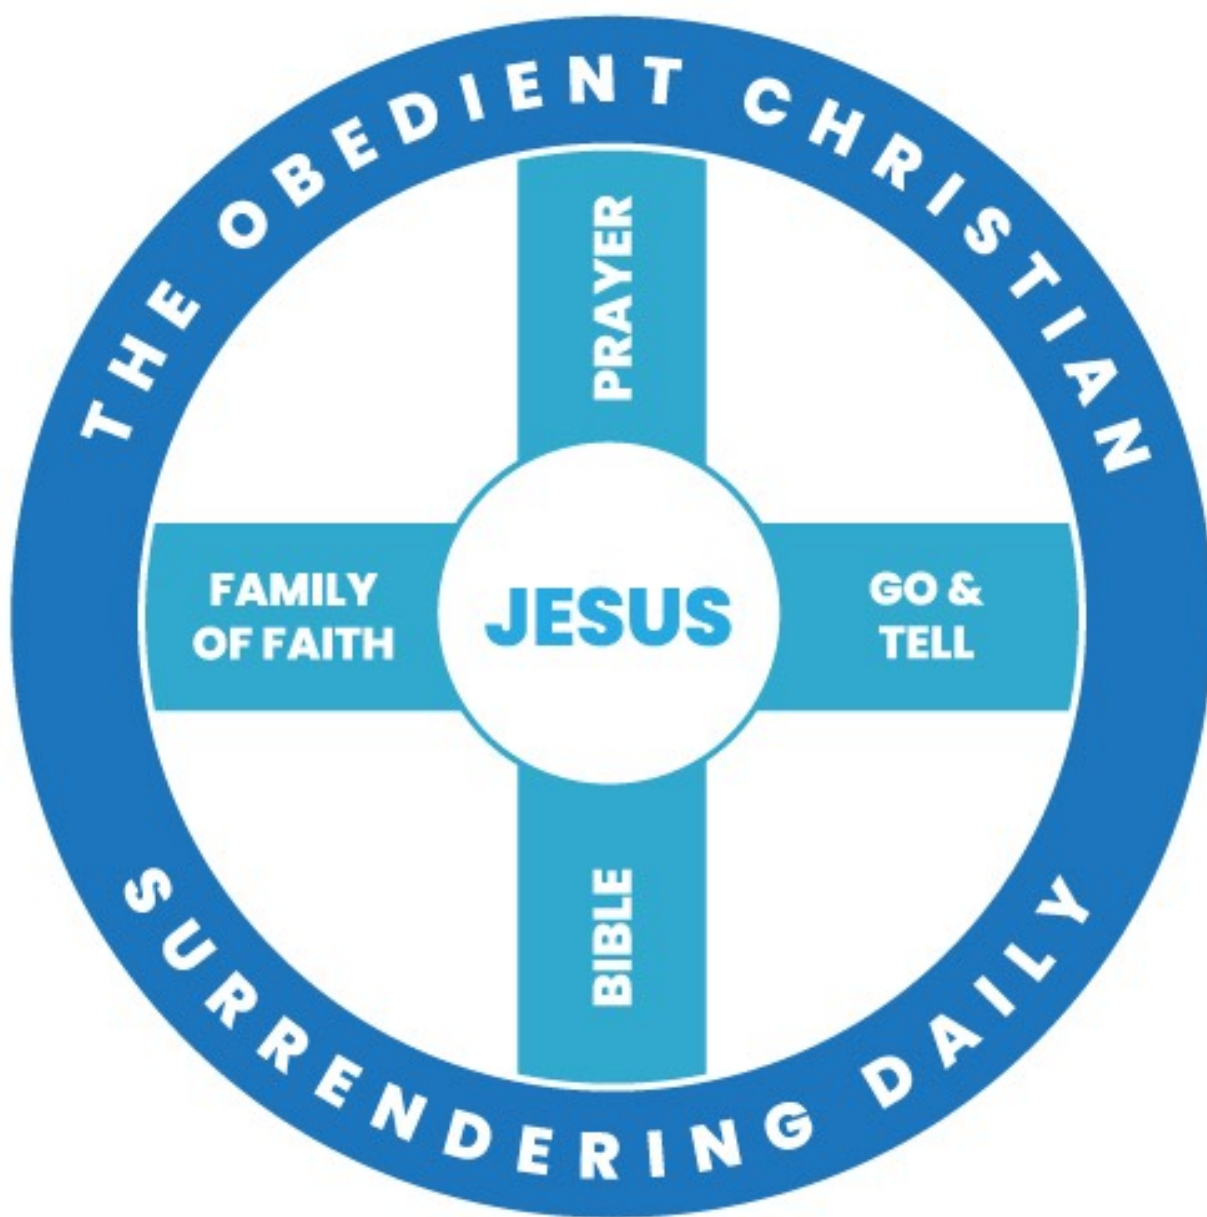 THE OBEDIENT CHRISTIAN
PRAYER
FAMILY
OF FAITH
JESUS
GO &
TELL
BIBLE
SURRENDERING DAILY